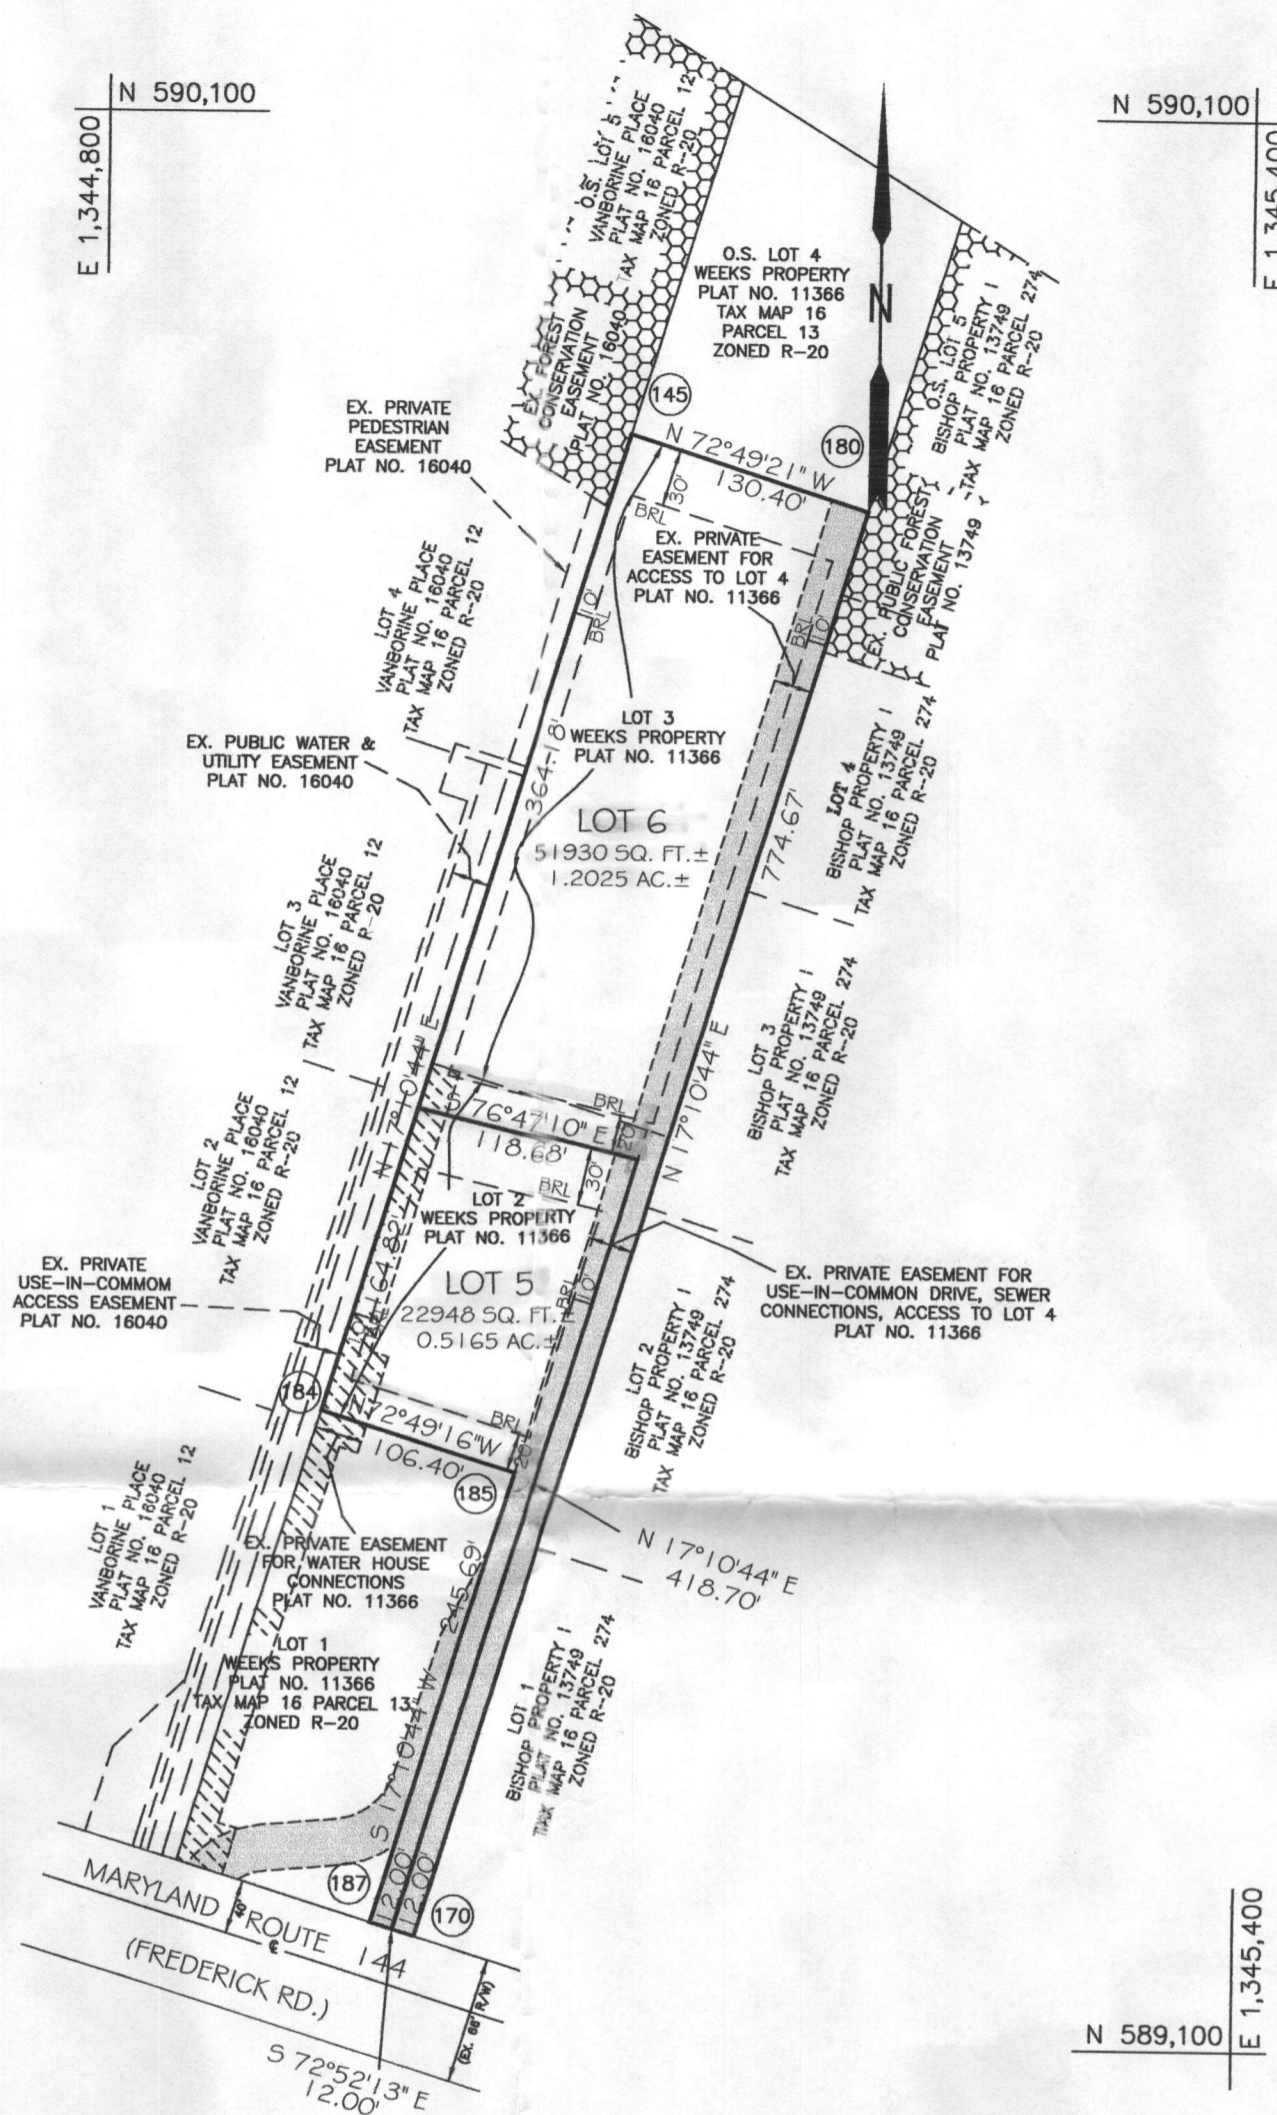 N 590,100
E 1,344,800
N 590,100
E 1,345,400
O.S. LOT 5
VANBORINE PLACE
PLAT NO. 16040
TAX MAP 16 PARCEL 12
ZONED R-20
O.S. LOT 4
WEEKS PROPERTY
PLAT NO. 11366
TAX MAP 16
PARCEL 13
ZONED R-20
N
O.S. LOT 5
BISHOP PROPERTY I
PLAT NO. 13749
TAX MAP 16 PARCEL 274
ZONED R-20
EX. FOREST
CONSERVATION
EASEMENT
PLAT NO. 16040
EX. PUBLIC FOREST
CONSERVATION
EASEMENT
PLAT NO. 13749
145
180
N 72°49'21" W
130.40'
30'
BRL
EX. PRIVATE
PEDESTRIAN
EASEMENT
PLAT NO. 16040
EX. PRIVATE
EASEMENT FOR
ACCESS TO LOT 4
PLAT NO. 11366
10'
BRL
BRL
10'
LOT 4
VANBORINE PLACE
PLAT NO. 16040
TAX MAP 16 PARCEL 12
ZONED R-20
LOT 3
WEEKS PROPERTY
PLAT NO. 11366
364.18'
EX. PUBLIC WATER &
UTILITY EASEMENT
PLAT NO. 16040
LOT 4
BISHOP PROPERTY I
PLAT NO. 13749
TAX MAP 16 PARCEL 274
ZONED R-20
774.67'
LOT 6
51930 SQ. FT.±
1.2025 AC.±
LOT 3
VANBORINE PLACE
PLAT NO. 16040
TAX MAP 16 PARCEL 12
ZONED R-20
LOT 3
BISHOP PROPERTY I
PLAT NO. 13749
TAX MAP 16 PARCEL 274
ZONED R-20
N 17°10'44" E
N 17°10'44" E
BRL
S 76°47'10" E
118.68'
20'
30'
BRL
LOT 2
VANBORINE PLACE
PLAT NO. 16040
TAX MAP 16 PARCEL 12
ZONED R-20
LOT 2
WEEKS PROPERTY
PLAT NO. 11366
164.82'
10'
LOT 5
22948 SQ. FT.±
0.5165 AC.±
BRL
10'
EX. PRIVATE
USE-IN-COMMOM
ACCESS EASEMENT
PLAT NO. 16040
EX. PRIVATE EASEMENT FOR
USE-IN-COMMON DRIVE, SEWER
CONNECTIONS, ACCESS TO LOT 4
PLAT NO. 11366
LOT 2
BISHOP PROPERTY I
PLAT NO. 13749
TAX MAP 16 PARCEL 274
ZONED R-20
184
N 72°49'16"W
106.40'
BRL
20'
185
LOT 1
VANBORINE PLACE
PLAT NO. 16040
TAX MAP 16 PARCEL 12
ZONED R-20
EX. PRIVATE EASEMENT
FOR WATER HOUSE
CONNECTIONS
PLAT NO. 11366
N 17°10'44" E
418.70'
S 17°10'44" W 245.69'
LOT 1
WEEKS PROPERTY
PLAT NO. 11366
TAX MAP 16 PARCEL 13
ZONED R-20
LOT 1
BISHOP PROPERTY I
PLAT NO. 13749
TAX MAP 16 PARCEL 274
ZONED R-20
187
12.00'
12.00'
170
MARYLAND ROUTE 144
40'
(FREDERICK RD.)
(EX. 66' R/W)
S 72°52'13" E
12.00'
N 589,100
E 1,345,400